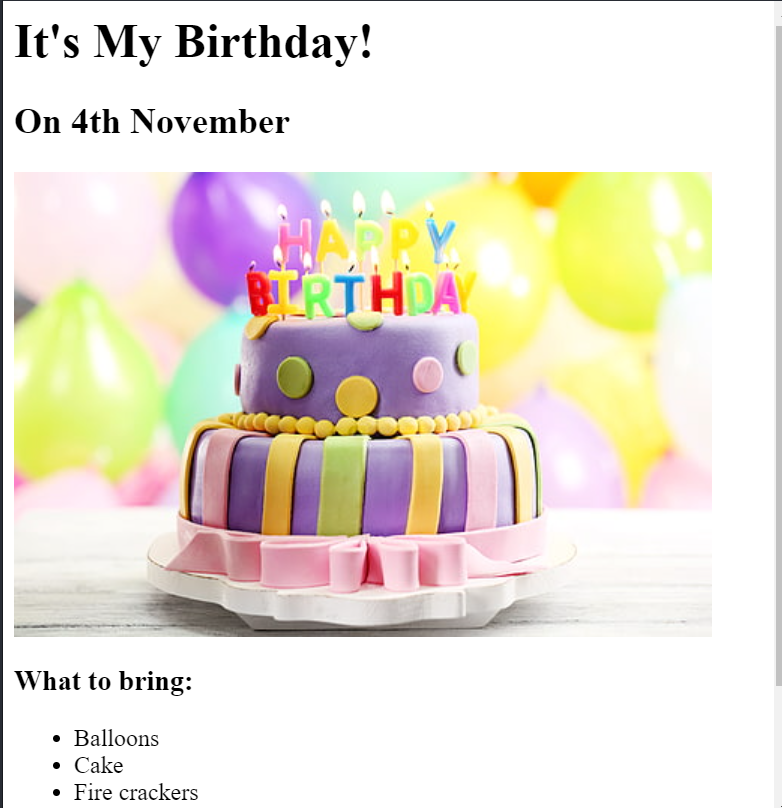 It's My Birthday!
On 4th November
HAPPY
BIRTHDAY
What to bring:
Balloons
Cake
Fire crackers